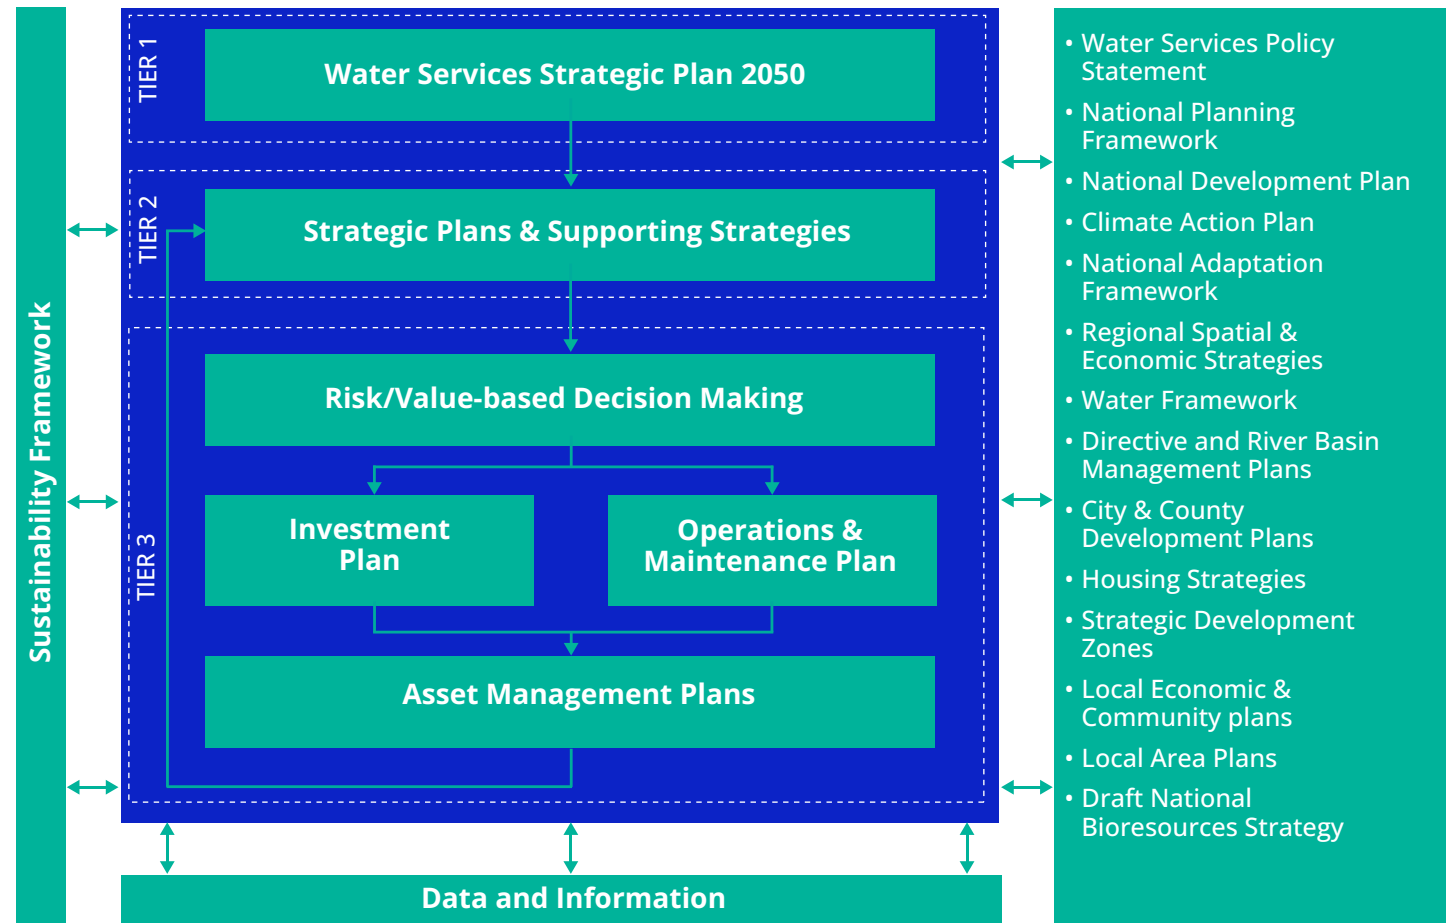 Sustainability Framework
TIER 1
Water Services Strategic Plan 2050
TIER 2
Strategic Plans & Supporting Strategies
TIER 3
Risk/Value-based Decision Making
Investment
Plan
Operations &
Maintenance Plan
Asset Management Plans
Data and Information
• Water Services Policy
Statement
• National Planning
Framework
• National Development Plan
• Climate Action Plan
• National Adaptation
Framework
• Regional Spatial &
Economic Strategies
• Water Framework
• Directive and River Basin
Management Plans
• City & County
Development Plans
• Housing Strategies
• Strategic Development
Zones
• Local Economic &
Community plans
• Local Area Plans
• Draft National
Bioresources Strategy